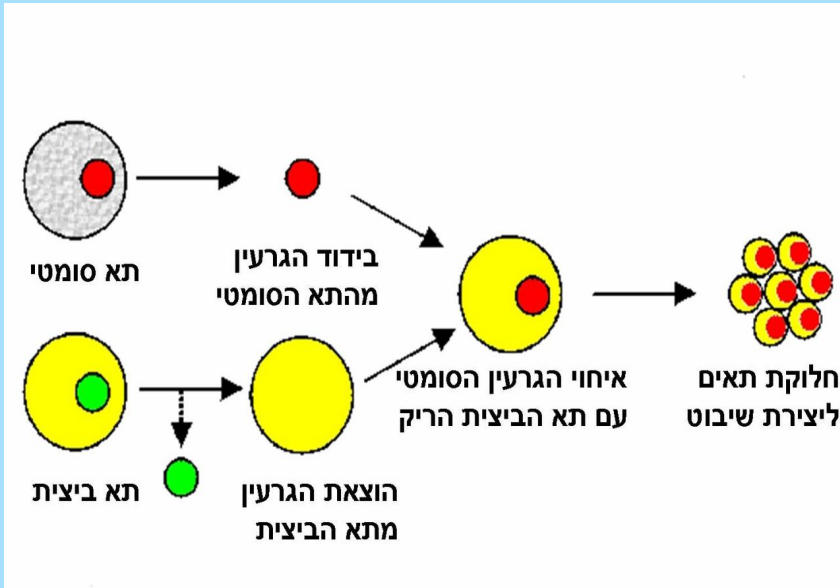 תא סומטי
בידוד הגרעין
מהתא הסומטי
איחוי הגרעין הסומטי
עם תא הביצית הריק
חלוקת תאים
ליצירת שיבוט
תא ביצית
הוצאת הגרעין
מתא הביצית